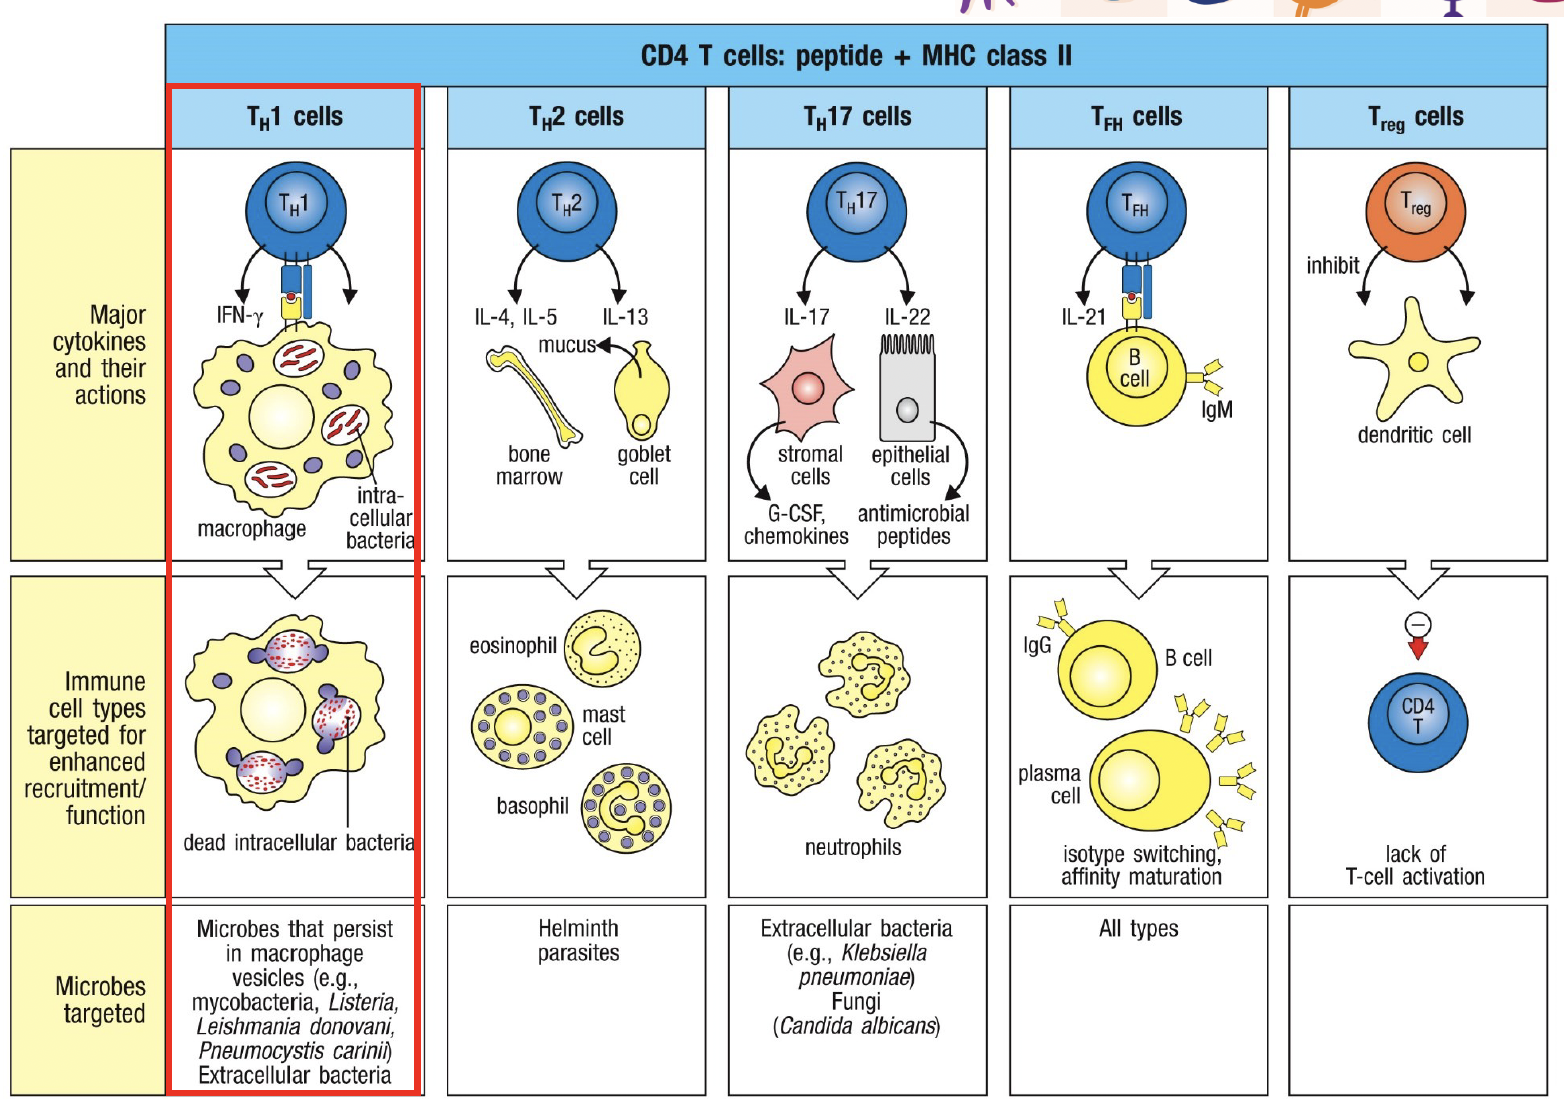 CD4 T cells: peptide + MHC class II
TH1 cells
TH2 cells
TH17 cells
TFH cells
Treg cells
Major
cytokines
and their
actions
TH1
IFN-γ
macrophage
intra-
cellular
bacteria
TH2
IL-4, IL-5
IL-13
mucus
bone
marrow
goblet
cell
TH17
IL-17
IL-22
stromal
cells
epithelial
cells
G-CSF,
chemokines
antimicrobial
peptides
TFH
IL-21
B
cell
IgM
Treg
inhibit
dendritic cell
Immune
cell types
targeted for
enhanced
recruitment/
function
dead intracellular bacteria
eosinophil
mast
cell
basophil
neutrophils
IgG
B cell
plasma
cell
isotype switching,
affinity maturation
−
CD4
T
lack of
T-cell activation
Microbes
targeted
Microbes that persist
in macrophage
vesicles (e.g.,
mycobacteria, Listeria,
Leishmania donovani,
Pneumocystis carinii)
Extracellular bacteria
Helminth
parasites
Extracellular bacteria
(e.g., Klebsiella
pneumoniae)
Fungi
(Candida albicans)
All types